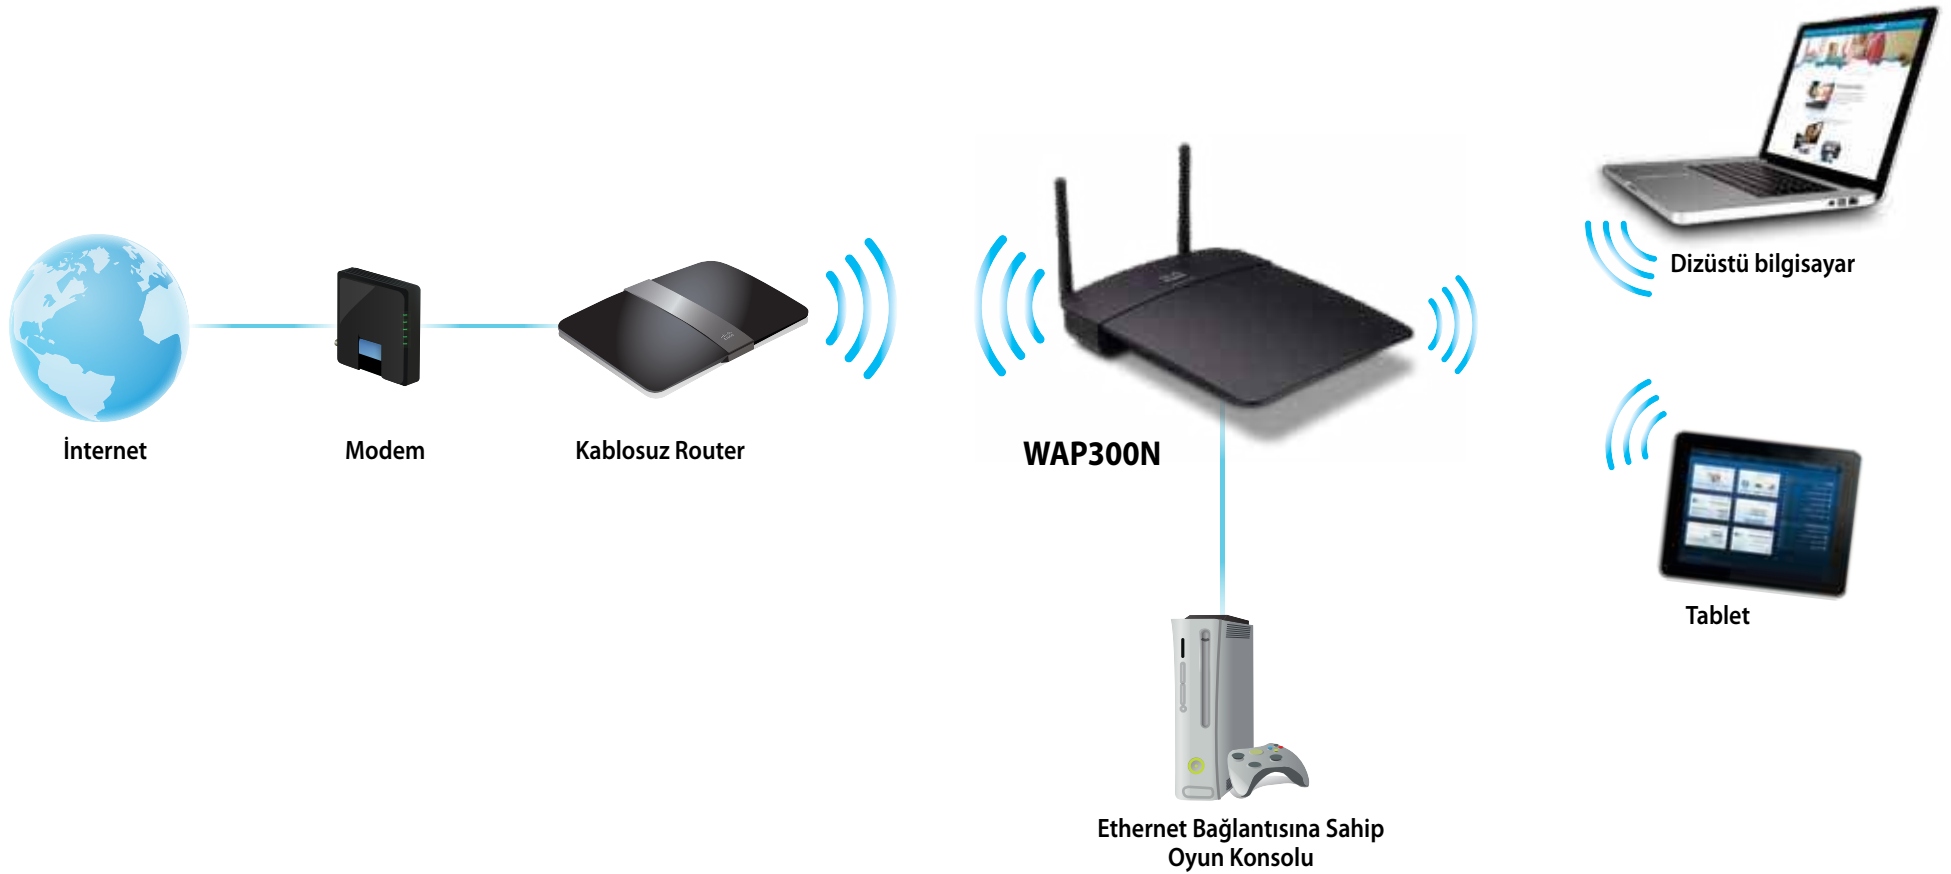 İnternet
Modem
Kablosuz Router
WAP300N
Dizüstü bilgisayar
Tablet
Ethernet Bağlantısına Sahip
Oyun Konsolu